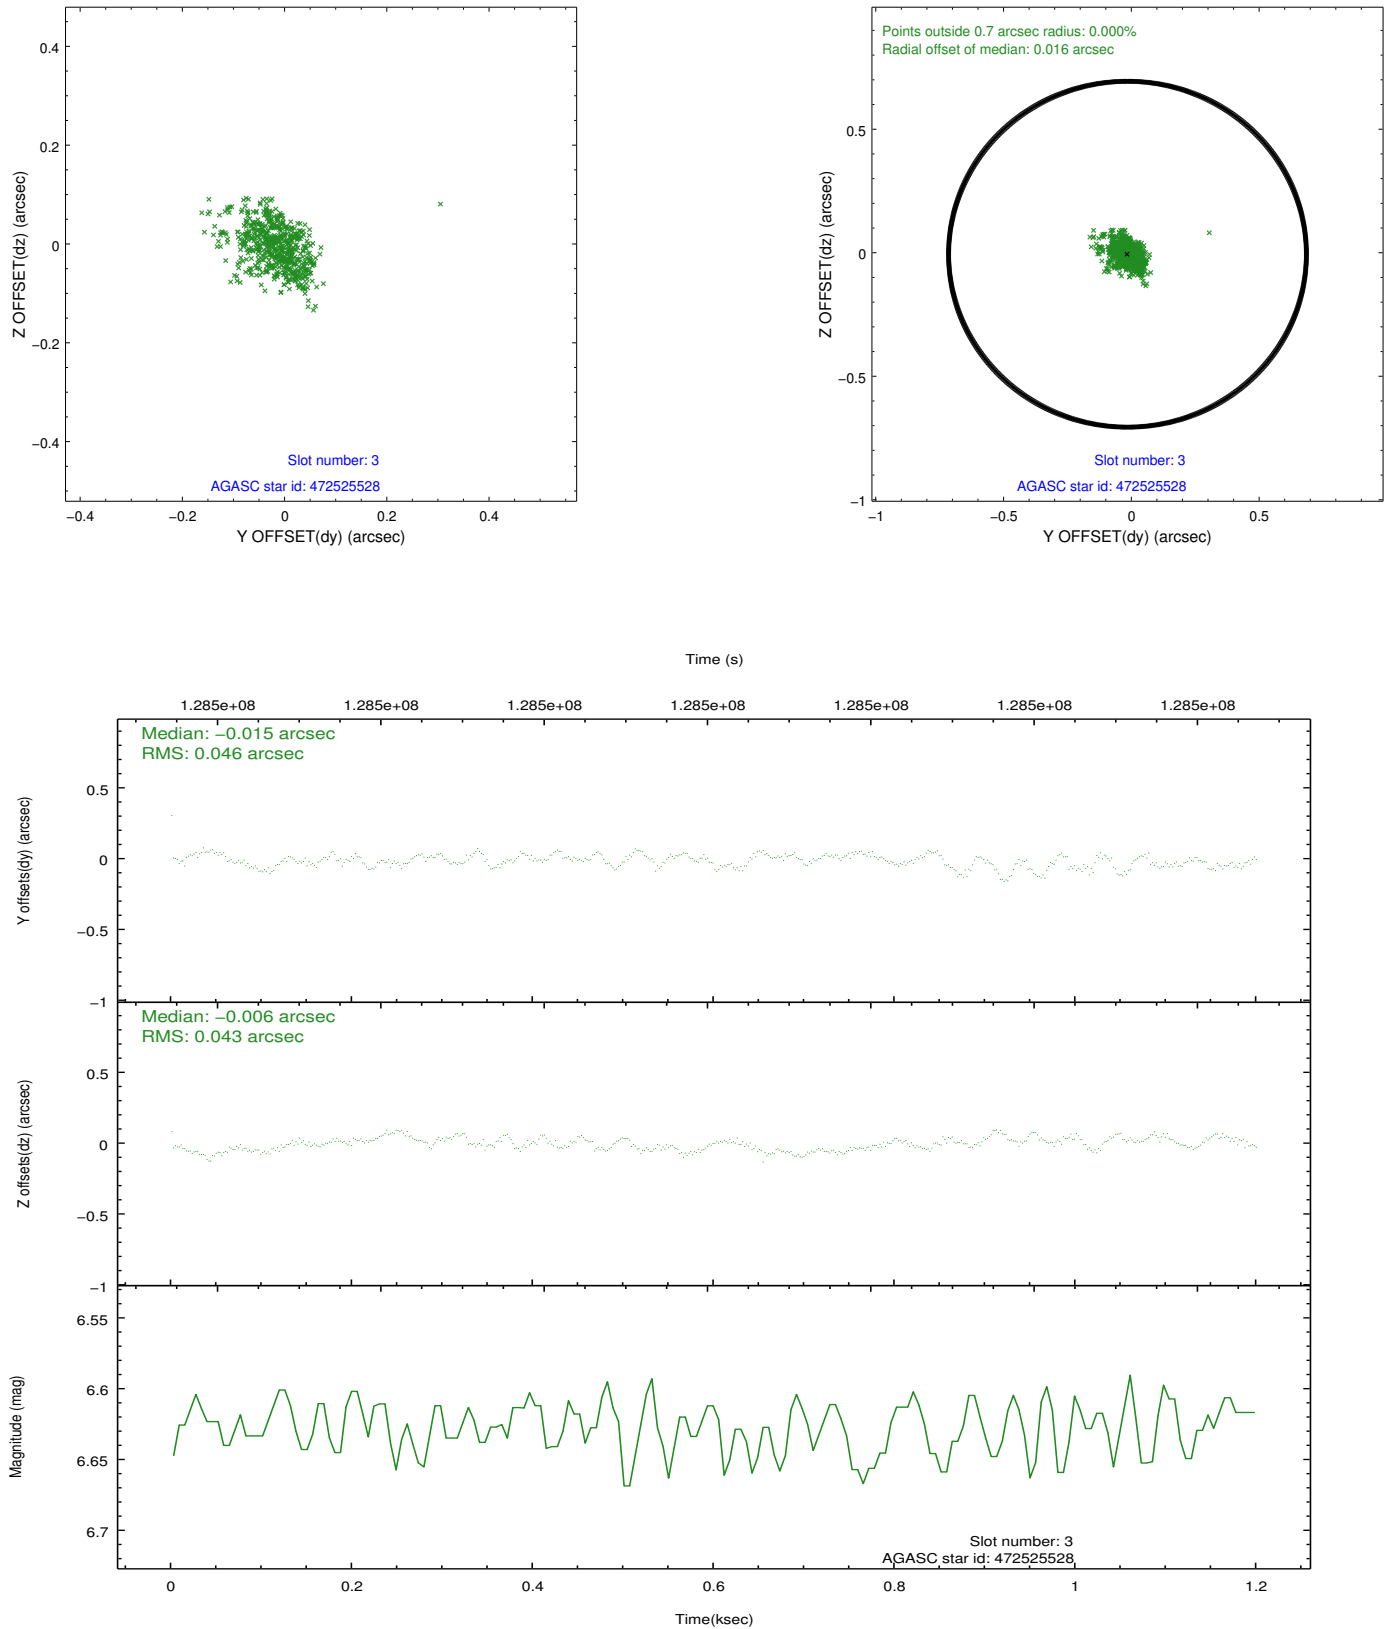 0.4
0.2
0
−0.2
−0.4
Z OFFSET(dz) (arcsec)
Slot number: 3
AGASC star id: 472525528
−0.4 −0.2 0 0.2 0.4
Y OFFSET(dy) (arcsec)
Points outside 0.7 arcsec radius: 0.000%
Radial offset of median: 0.016 arcsec
0.5
0
−0.5
−1
Z OFFSET(dz) (arcsec)
Slot number: 3
AGASC star id: 472525528
−1 −0.5 0 0.5
Y OFFSET(dy) (arcsec)
Time (s)
1.285e+08 1.285e+08 1.285e+08 1.285e+08 1.285e+08 1.285e+08 1.285e+08
Median: −0.015 arcsec
RMS: 0.046 arcsec
0.5
0
−0.5
−1
Y offsets(dy) (arcsec)
Median: −0.006 arcsec
RMS: 0.043 arcsec
0.5
0
−0.5
−1
Z offsets(dz) (arcsec)
6.55
6.6
6.65
6.7
Magnitude (mag)
Slot number: 3
AGASC star id: 472525528
0 0.2 0.4 0.6 0.8 1 1.2
Time(ksec)